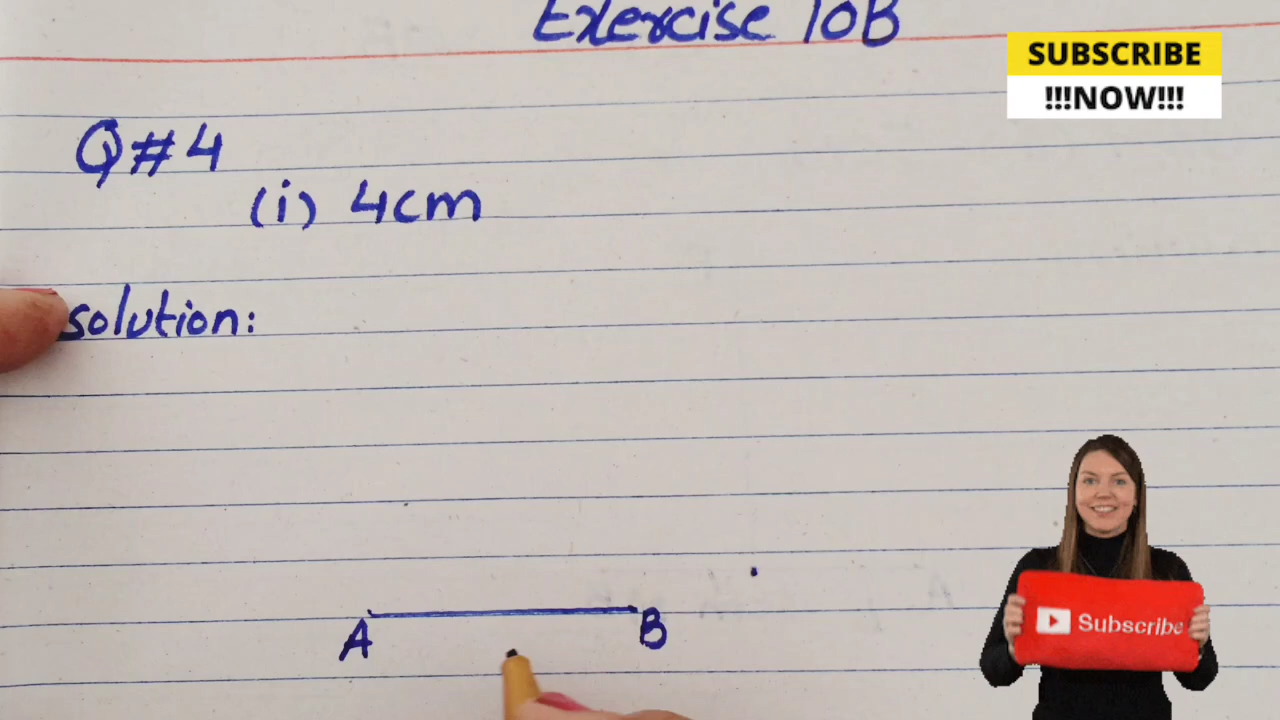 Exercise 10B
SUBSCRIBE
!!!NOW!!!
Q#4
(i) 4cm
solution:
A B
Subscribe